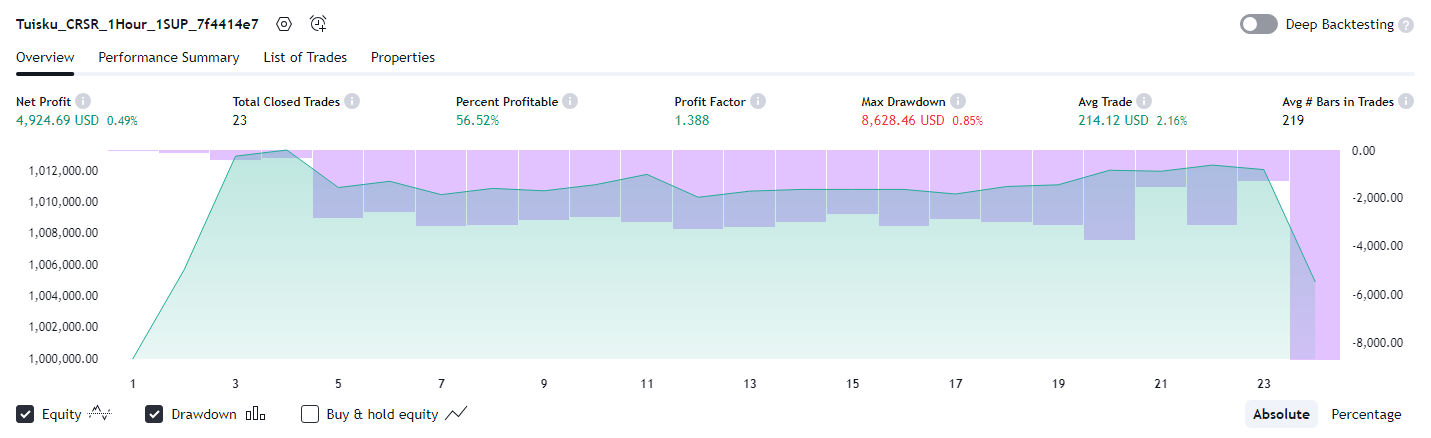 Tuisku_CRSR_1Hour_1SUP_7f4414e7 Deep Backtesting ?
Overview Performance Summary List of Trades Properties
Net Profit Total Closed Trades Percent Profitable Profit Factor Max Drawdown Avg Trade Avg # Bars in Trades
4,924.69 USD 0.49% 23 56.52% 1.388 8,628.46 USD 0.85% 214.12 USD 2.16% 219
0.00
1,012,000.00
-2,000.00
1,010,000.00
1,008,000.00
-4,000.00
1,006,000.00
1,004,000.00
-6,000.00
1,002,000.00
-8,000.00
1,000,000.00
1 3 5 7 9 11 13 15 17 19 21 23
Equity Drawdown Buy & hold equity Absolute Percentage